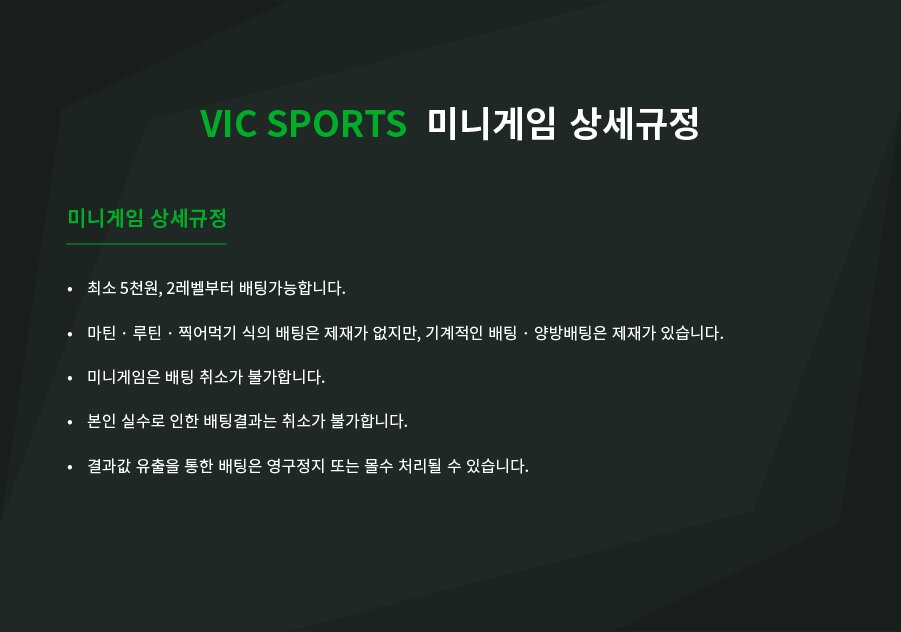 VIC SPORTS 미니게임 상세규정
미니게임 상세규정
• 최소 5천원, 2레벨부터 배팅가능합니다.
• 마틴 · 루틴 · 찍어먹기 식의 배팅은 제재가 없지만, 기계적인 배팅 · 양방배팅은 제재가 있습니다.
• 미니게임은 배팅 취소가 불가합니다.
• 본인 실수로 인한 배팅결과는 취소가 불가합니다.
• 결과값 유출을 통한 배팅은 영구정지 또는 몰수 처리될 수 있습니다.